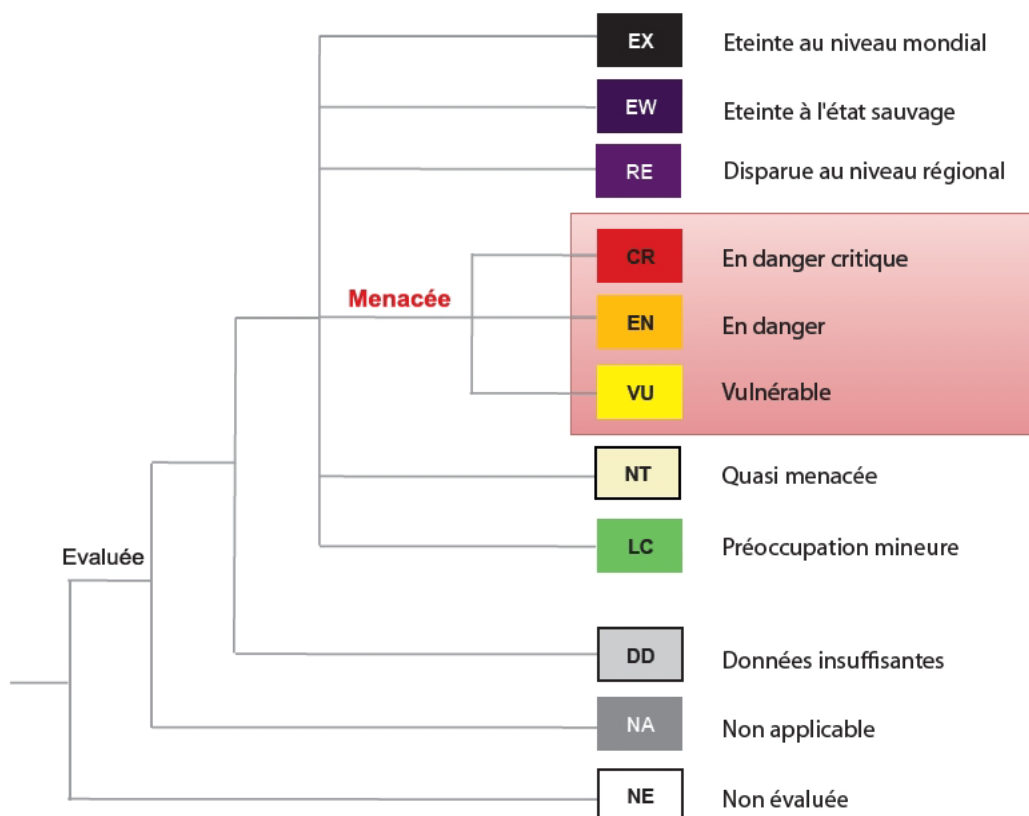 EX Eteinte au niveau mondial
EW Eteinte à l'état sauvage
RE Disparue au niveau régional
CR En danger critique
Menacée
EN En danger
VU Vulnérable
NT Quasi menacée
LC Préoccupation mineure
Evaluée
DD Données insuffisantes
NA Non applicable
NE Non évaluée